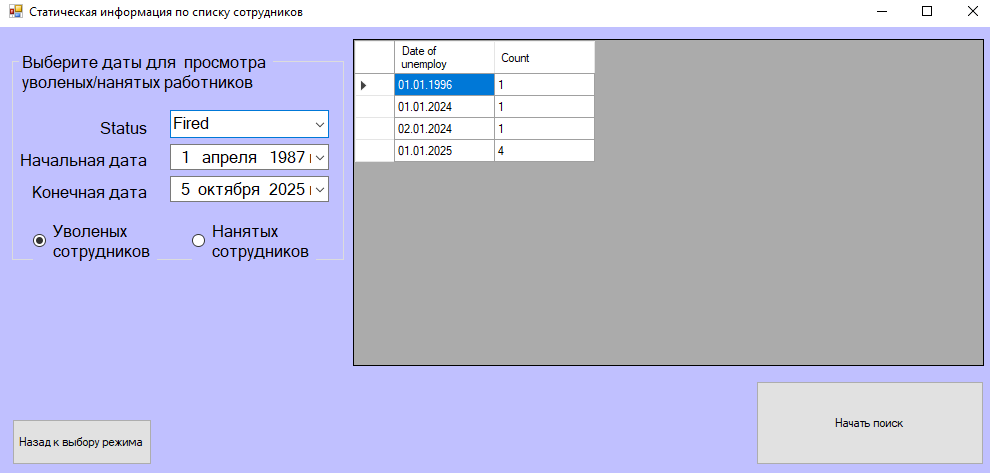 Статическая информация по списку сотрудников
Выберите даты для просмотра
уволеных/нанятых работников
Status
Fired
Начальная дата
1 апреля 1987 г
Конечная дата
5 октября 2025 г
Уволеных
сотрудников
Нанятых
сотрудников
Date of
unemploy
Count
01.01.1996 1
01.01.2024 1
02.01.2024 1
01.01.2025 4
Назад к выбору режима
Начать поиск